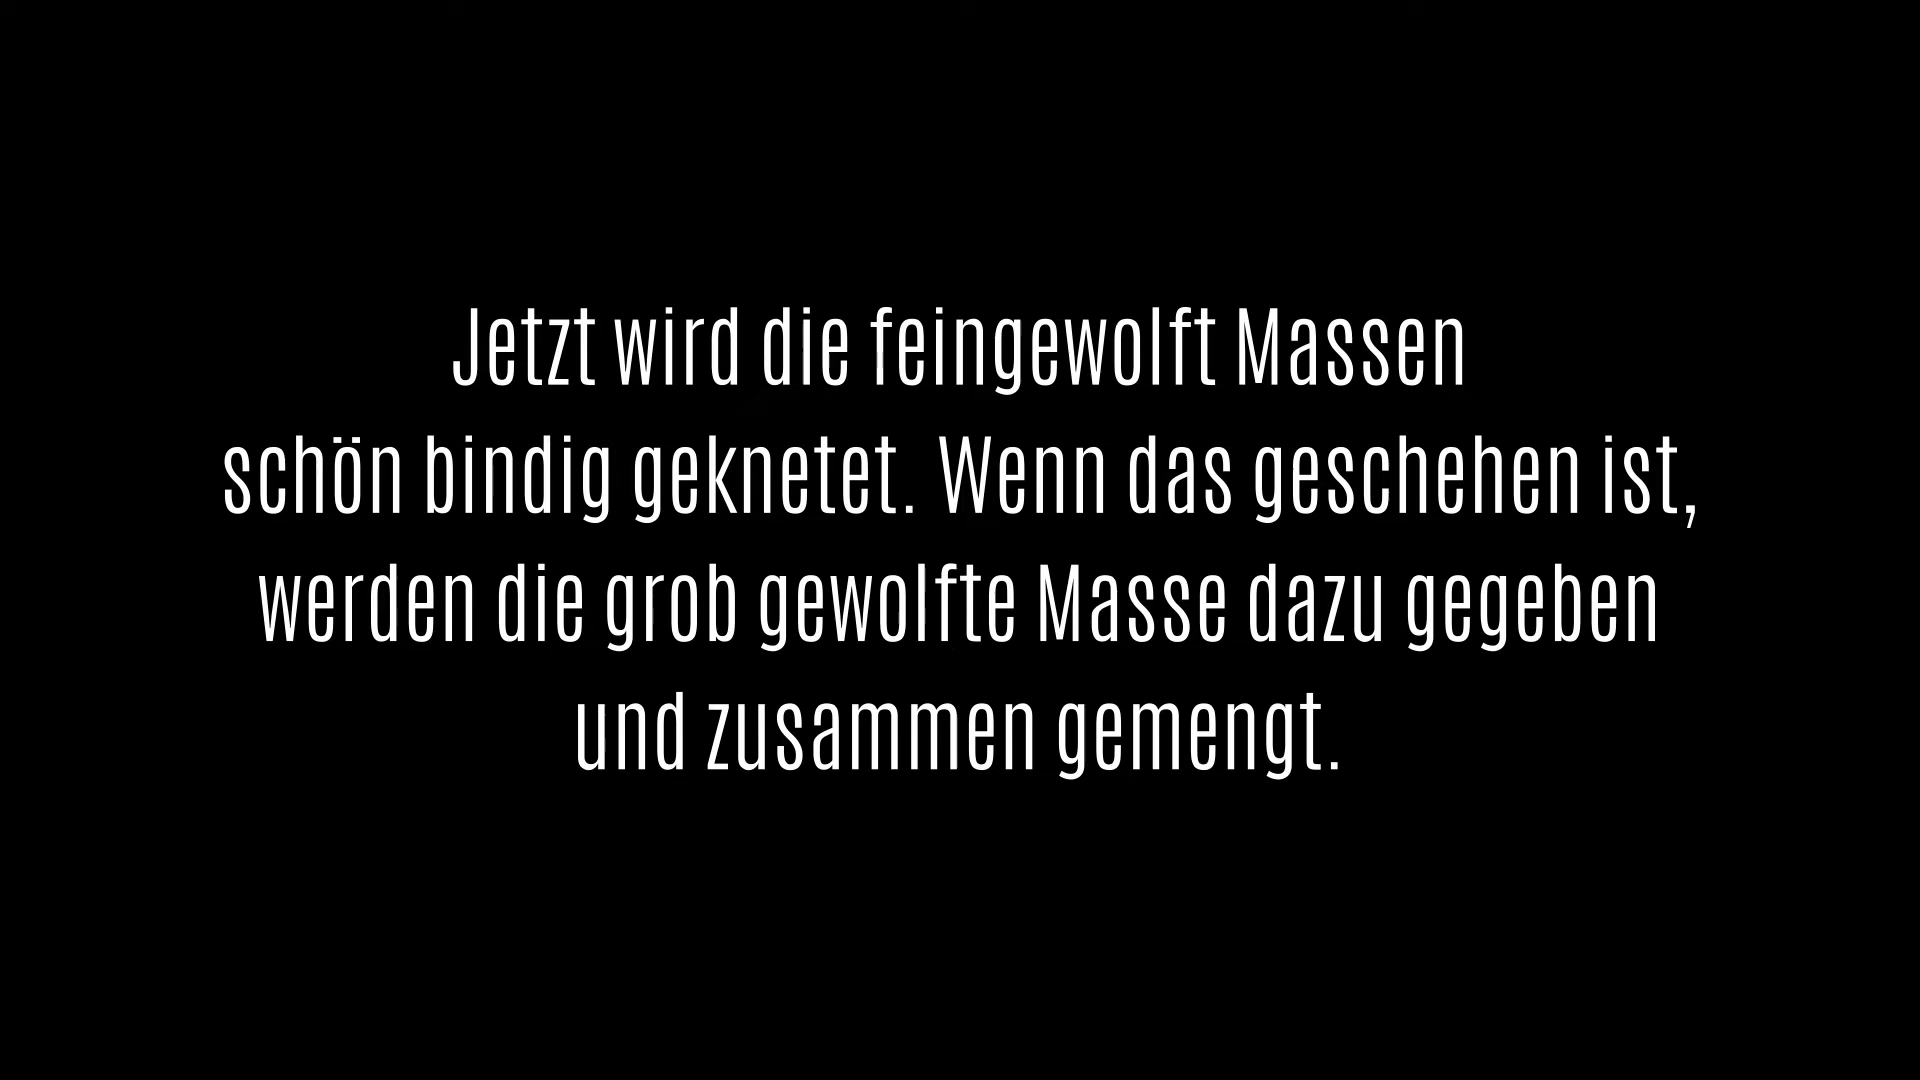 Jetzt wird die feingewolft Massen
schön bindig geknetet. Wenn das geschehen ist,
werden die grob gewolfte Masse dazu gegeben
und zusammen gemengt.